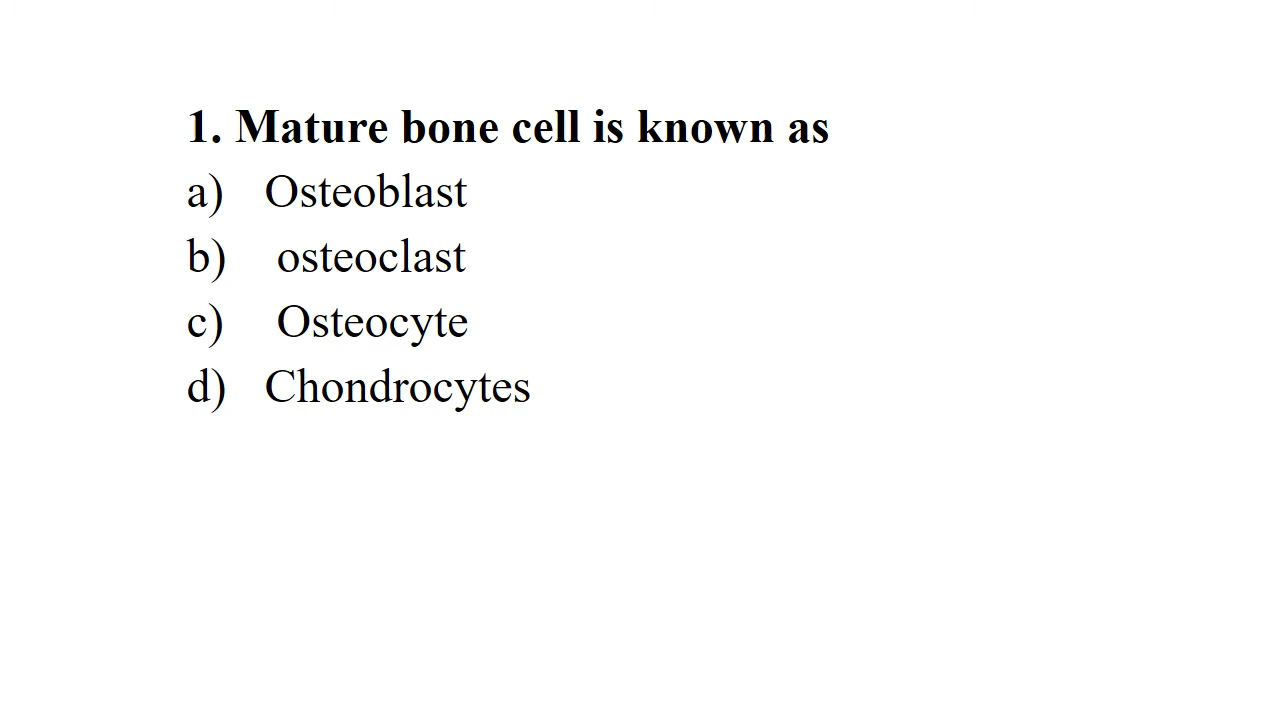 1. Mature bone cell is known as
a) Osteoblast
b) osteoclast
c) Osteocyte
d) Chondrocytes